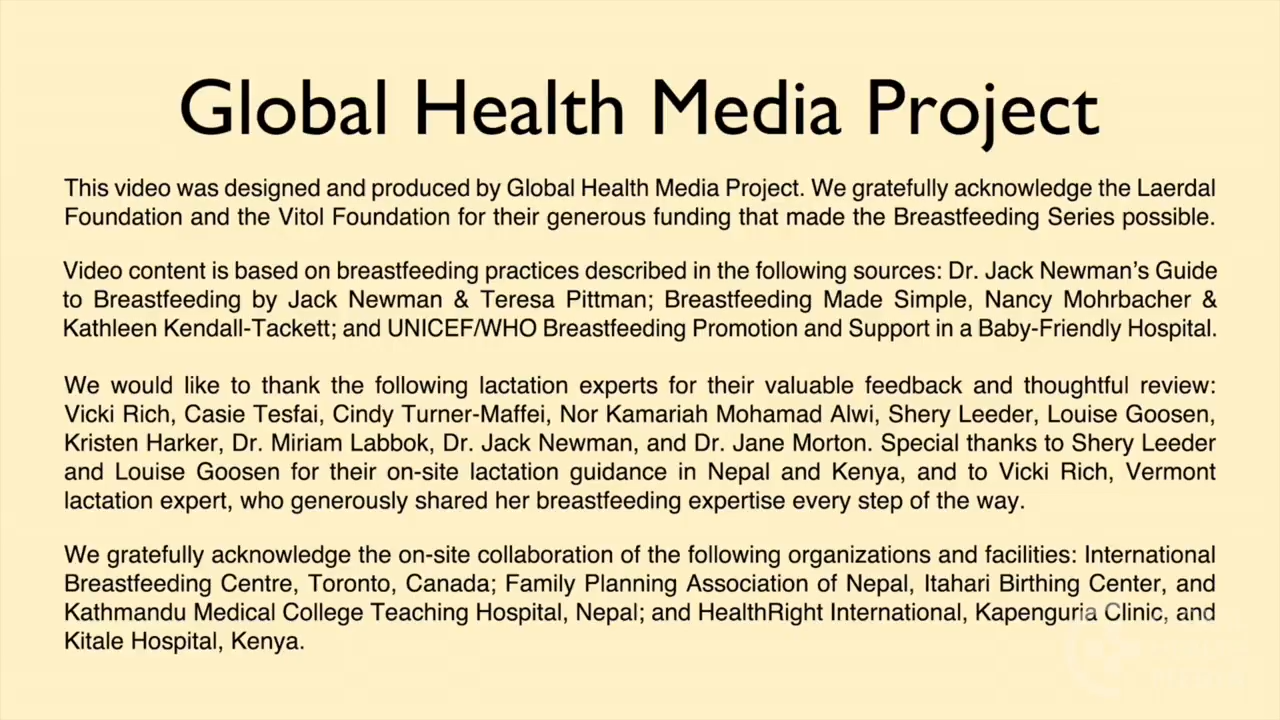 Global Health Media Project
This video was designed and produced by Global Health Media Project. We gratefully acknowledge the Laerdal
Foundation and the Vitol Foundation for their generous funding that made the Breastfeeding Series possible.
Video content is based on breastfeeding practices described in the following sources: Dr. Jack Newman’s Guide
to Breastfeeding by Jack Newman & Teresa Pittman; Breastfeeding Made Simple, Nancy Mohrbacher &
Kathleen Kendall-Tackett; and UNICEF/WHO Breastfeeding Promotion and Support in a Baby-Friendly Hospital.
We would like to thank the following lactation experts for their valuable feedback and thoughtful review:
Vicki Rich, Casie Tesfai, Cindy Turner-Maffei, Nor Kamariah Mohamad Alwi, Shery Leeder, Louise Goosen,
Kristen Harker, Dr. Miriam Labbok, Dr. Jack Newman, and Dr. Jane Morton. Special thanks to Shery Leeder
and Louise Goosen for their on-site lactation guidance in Nepal and Kenya, and to Vicki Rich, Vermont
lactation expert, who generously shared her breastfeeding expertise every step of the way.
We gratefully acknowledge the on-site collaboration of the following organizations and facilities: International
Breastfeeding Centre, Toronto, Canada; Family Planning Association of Nepal, Itahari Birthing Center, and
Kathmandu Medical College Teaching Hospital, Nepal; and HealthRight International, Kapenguria Clinic, and
Kitale Hospital, Kenya.